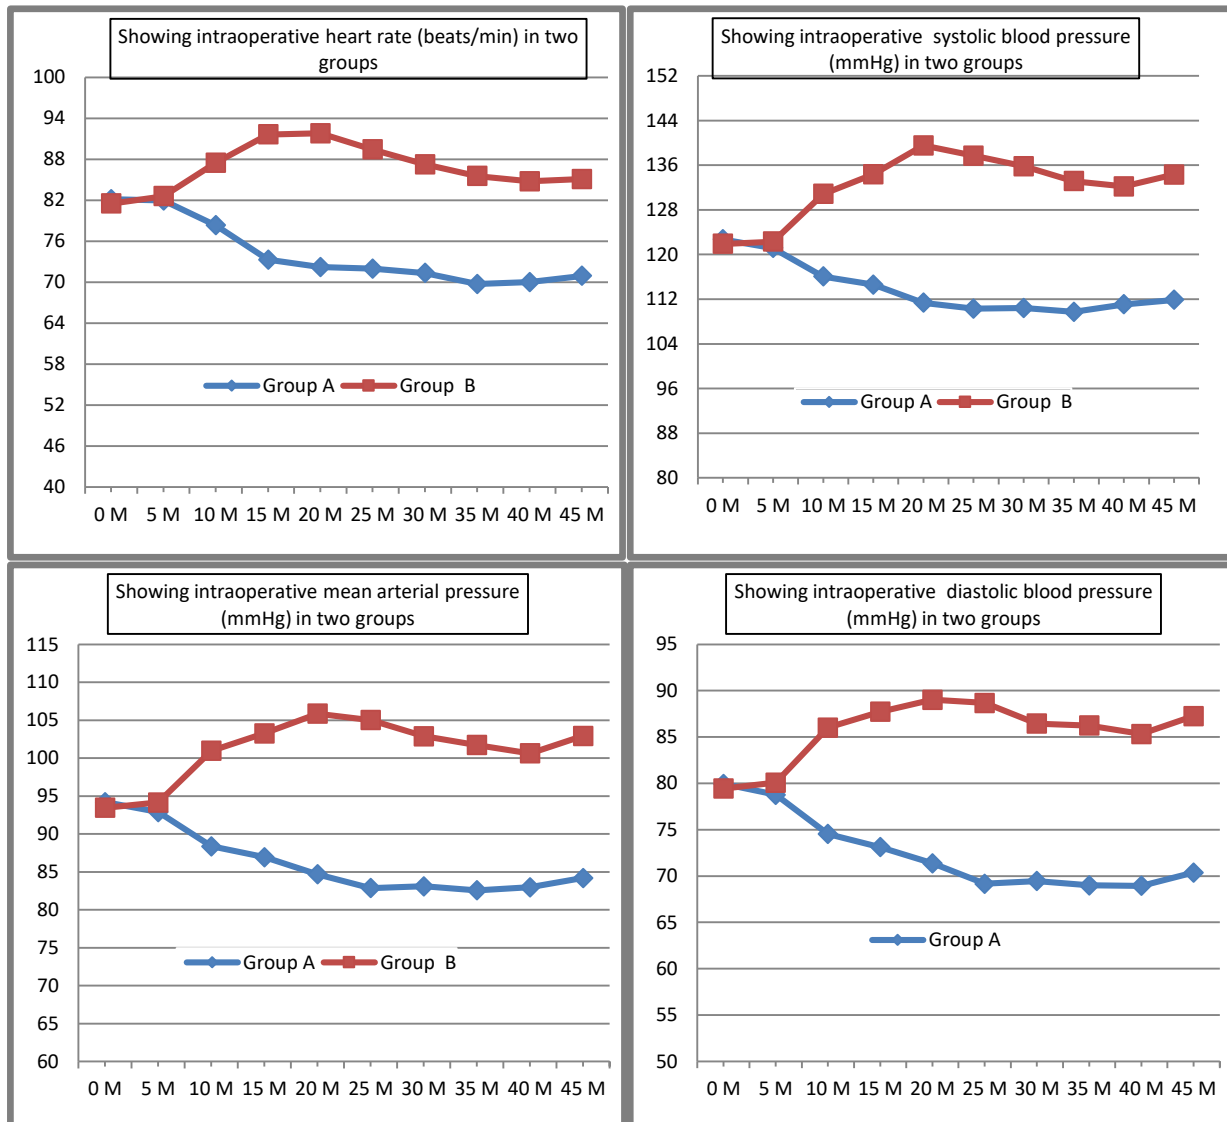 Showing intraoperative heart rate (beats/min) in two
groups
100
94
88
82
76
70
64
58
52
46
40
Group A Group B
0 M 5 M 10 M 15 M 20 M 25 M 30 M 35 M 40 M 45 M
Showing intraoperative systolic blood pressure
(mmHg) in two groups
152
144
136
128
120
112
104
96
88
80
Group A Group B
0 M 5 M 10 M 15 M 20 M 25 M 30 M 35 M 40 M 45 M
Showing intraoperative mean arterial pressure
(mmHg) in two groups
115
110
105
100
95
90
85
80
75
70
65
60
Group A Group B
0 M 5 M 10 M 15 M 20 M 25 M 30 M 35 M 40 M 45 M
Showing intraoperative diastolic blood pressure
(mmHg) in two groups
95
90
85
80
75
70
65
60
55
50
Group A
0 M 5 M 10 M 15 M 20 M 25 M 30 M 35 M 40 M 45 M